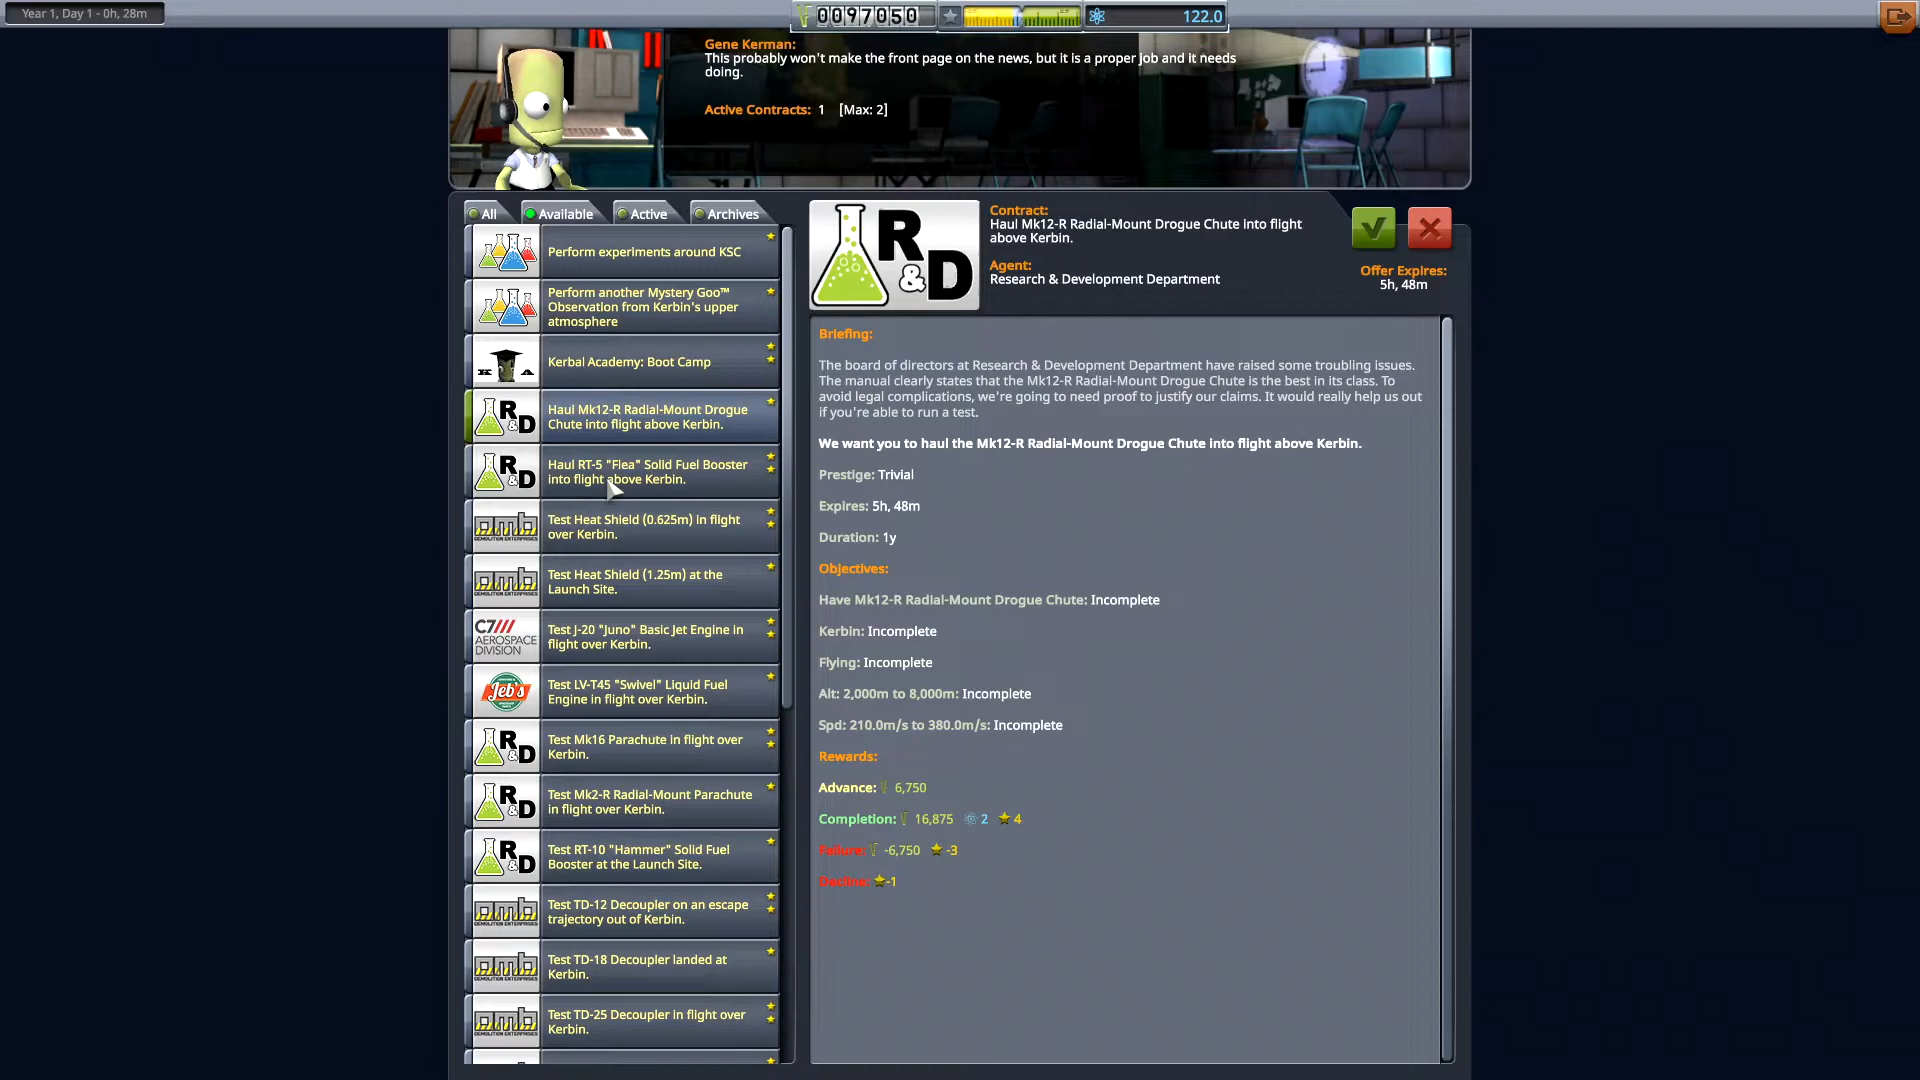 Year 1, Day 1 - 0h, 28m
0097050
122.0
Gene Kerman:
This probably won't make the front page on the news, but it is a proper job and it needs
doing.
Active Contracts: 1 [Max: 2]
All
Available
Active
Archives
Perform experiments around KSC
Perform another Mystery Goo™
Observation from Kerbin's upper
atmosphere
K A
Kerbal Academy: Boot Camp
R&D
Haul Mk12-R Radial-Mount Drogue
Chute into flight above Kerbin.
R&D
Haul RT-5 "Flea" Solid Fuel Booster
into flight above Kerbin.
omb
DEMOLITION ENTERPRISES
Test Heat Shield (0.625m) in flight
over Kerbin.
omb
DEMOLITION ENTERPRISES
Test Heat Shield (1.25m) at the
Launch Site.
C7///
AEROSPACE
DIVISION
Test J-20 "Juno" Basic Jet Engine in
flight over Kerbin.
Jeb's
Test LV-T45 "Swivel" Liquid Fuel
Engine in flight over Kerbin.
R&D
Test Mk16 Parachute in flight over
Kerbin.
R&D
Test Mk2-R Radial-Mount Parachute
in flight over Kerbin.
R&D
Test RT-10 "Hammer" Solid Fuel
Booster at the Launch Site.
omb
DEMOLITION ENTERPRISES
Test TD-12 Decoupler on an escape
trajectory out of Kerbin.
omb
DEMOLITION ENTERPRISES
Test TD-18 Decoupler landed at
Kerbin.
omb
DEMOLITION ENTERPRISES
Test TD-25 Decoupler in flight over
Kerbin.
R&D
Contract:
Haul Mk12-R Radial-Mount Drogue Chute into flight
above Kerbin.
Agent:
Research & Development Department
Offer Expires:
5h, 48m
Briefing:
The board of directors at Research & Development Department have raised some troubling issues.
The manual clearly states that the Mk12-R Radial-Mount Drogue Chute is the best in its class. To
avoid legal complications, we're going to need proof to justify our claims. It would really help us out
if you're able to run a test.
We want you to haul the Mk12-R Radial-Mount Drogue Chute into flight above Kerbin.
Prestige: Trivial
Expires: 5h, 48m
Duration: 1y
Objectives:
Have Mk12-R Radial-Mount Drogue Chute: Incomplete
Kerbin: Incomplete
Flying: Incomplete
Alt: 2,000m to 8,000m: Incomplete
Spd: 210.0m/s to 380.0m/s: Incomplete
Rewards:
Advance: 6,750
Completion: 16,875 2 4
Failure: -6,750 -3
Decline: -1